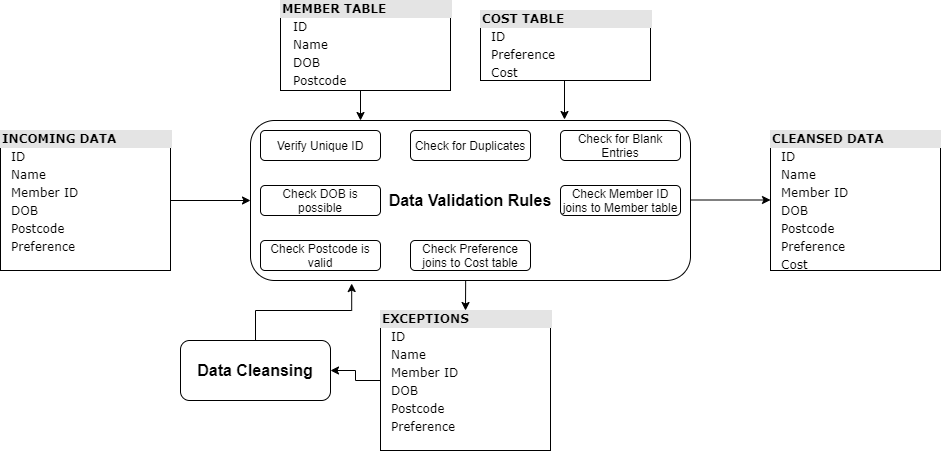 MEMBER TABLE
ID
Name
DOB
Postcode
COST TABLE
ID
Preference
Cost
INCOMING DATA
ID
Name
Member ID
DOB
Postcode
Preference
Verify Unique ID
Check for Duplicates
Check for Blank
Entries
Check DOB is
possible
Data Validation Rules
Check Member ID
joins to Member table
Check Postcode is
valid
Check Preference
joins to Cost table
CLEANSED DATA
ID
Name
Member ID
DOB
Postcode
Preference
Cost
Data Cleansing
EXCEPTIONS
ID
Name
Member ID
DOB
Postcode
Preference